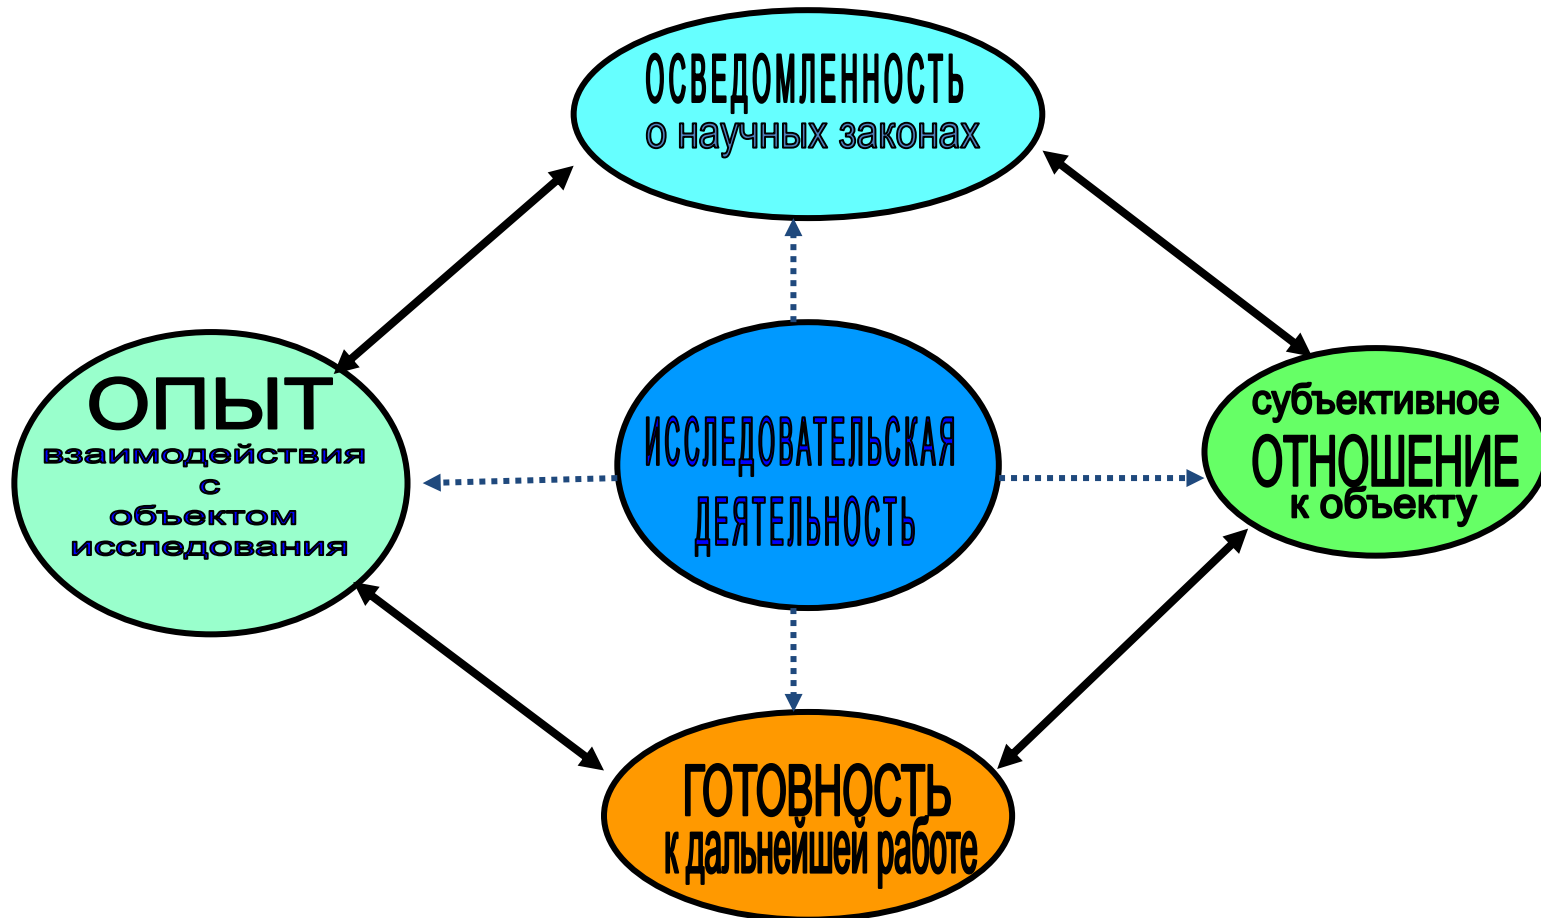 ОСВЕДОМЛЕННОСТЬ
о научных законах
ОПЫТ
взаимодействия
с
объектом
исследования
ИССЛЕДОВАТЕЛЬСКАЯ
ДЕЯТЕЛЬНОСТЬ
субъективное
ОТНОШЕНИЕ
к объекту
ГОТОВНОСТЬ
к дальнейшей работе